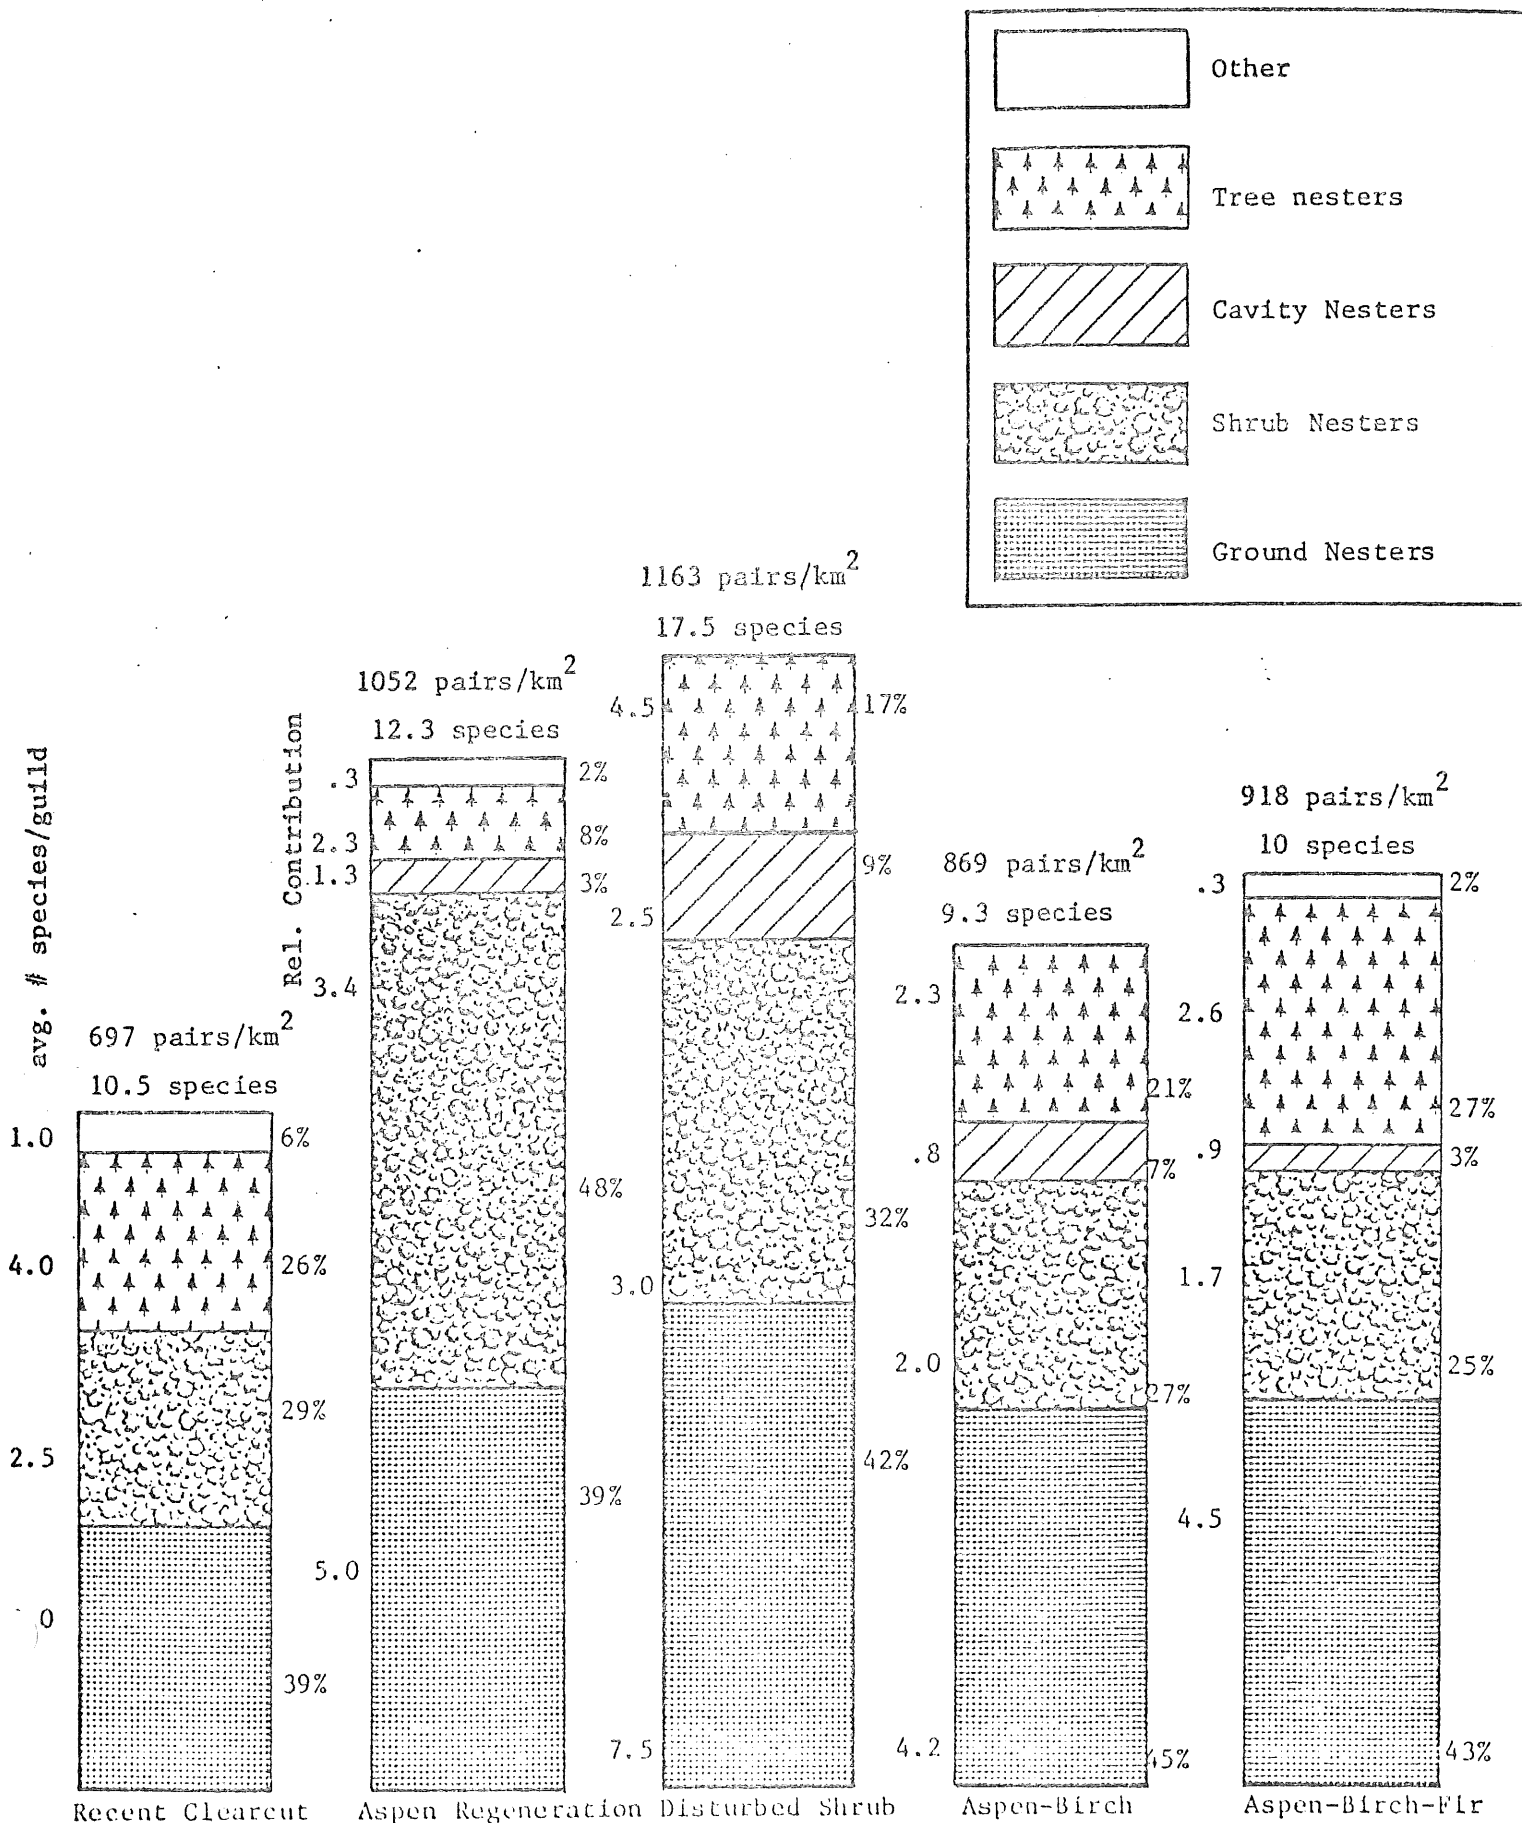 Other
Tree nesters
Cavity Nesters
Shrub Nesters
Ground Nesters
avg. # species/guild
Rel. Contribution
697 pairs/km²
10.5 species
1.0
6%
4.0
26%
29%
2.5
0
39%
Recent Clearcut
1052 pairs/km²
12.3 species
.3
2%
2.3
8%
1.3
3%
3.4
48%
39%
5.0
Aspen Regeneration
1163 pairs/km²
17.5 species
4.5
17%
9%
2.5
32%
3.0
42%
7.5
Disturbed Shrub
869 pairs/km²
9.3 species
2.3
21%
.8
7%
2.0
27%
4.2
45%
Aspen-Birch
918 pairs/km²
10 species
.3
2%
2.6
27%
.9
3%
1.7
25%
4.5
43%
Aspen-Birch-Fir